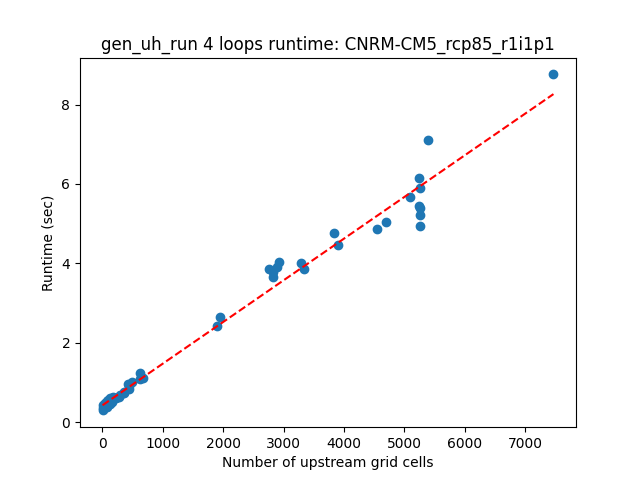 gen_uh_run 4 loops runtime: CNRM-CM5_rcp85_r1i1p1
Runtime (sec)
8
6
4
2
0
0 1000 2000 3000 4000 5000 6000 7000
Number of upstream grid cells